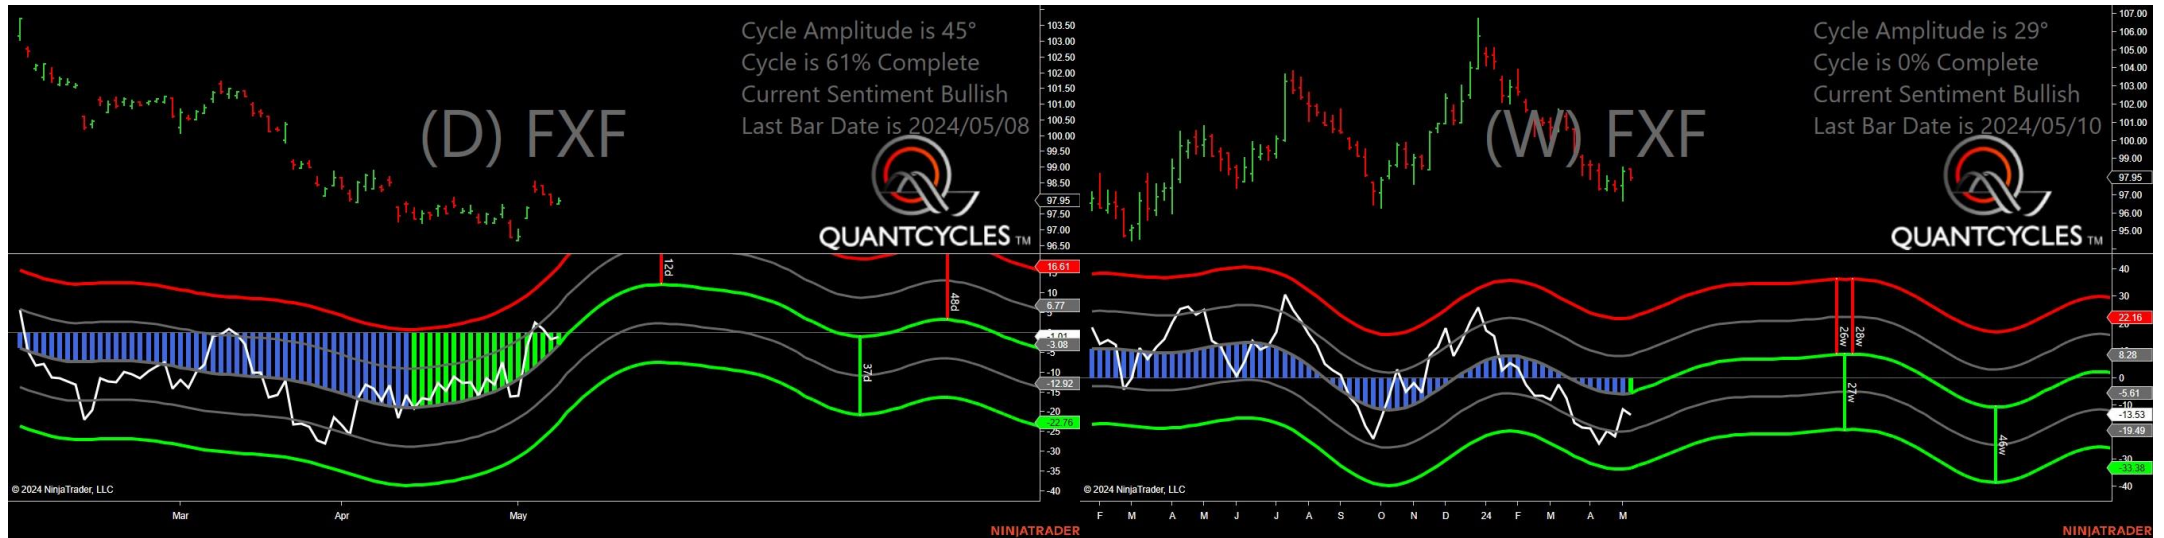 Cycle Amplitude is 45°
Cycle is 61% Complete
Current Sentiment Bullish
Last Bar Date is 2024/05/08
(D) FXF
QUANTCYCLES TM
103.50
103.00
102.50
102.00
101.50
101.00
100.50
100.00
99.50
99.00
98.50
97.95
97.50
97.00
96.50
12d
48d
37d
16.61
10
6.77
-3.08
-10
-12.92
-20
-22.76
-25
-30
-35
-40
© 2024 NinjaTrader, LLC
Mar Apr May
NINJATRADER
Cycle Amplitude is 29°
Cycle is 0% Complete
Current Sentiment Bullish
Last Bar Date is 2024/05/10
(W) FXF
QUANTCYCLES TM
107.00
106.00
105.00
104.00
103.00
102.00
101.00
100.00
99.00
97.95
97.00
96.00
95.00
26w
28w
27w
46w
40
30
22.16
8.28
0
-5.61
-13.53
-19.49
-33.38
-40
© 2024 NinjaTrader, LLC
F M A M J J A S O N D 24 F M A M
NINJATRADER